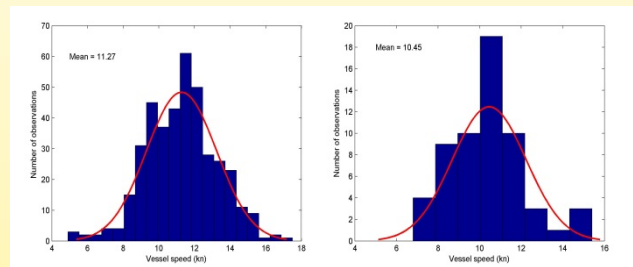 70
60
50
40
30
20
10
0
Number of observations
Mean = 11.27
4 6 8 10 12 14 16 18
Vessel speed (kn)
20
18
16
14
12
10
8
6
4
2
0
Number of observations
Mean = 10.45
4 6 8 10 12 14 16
Vessel speed (kn)